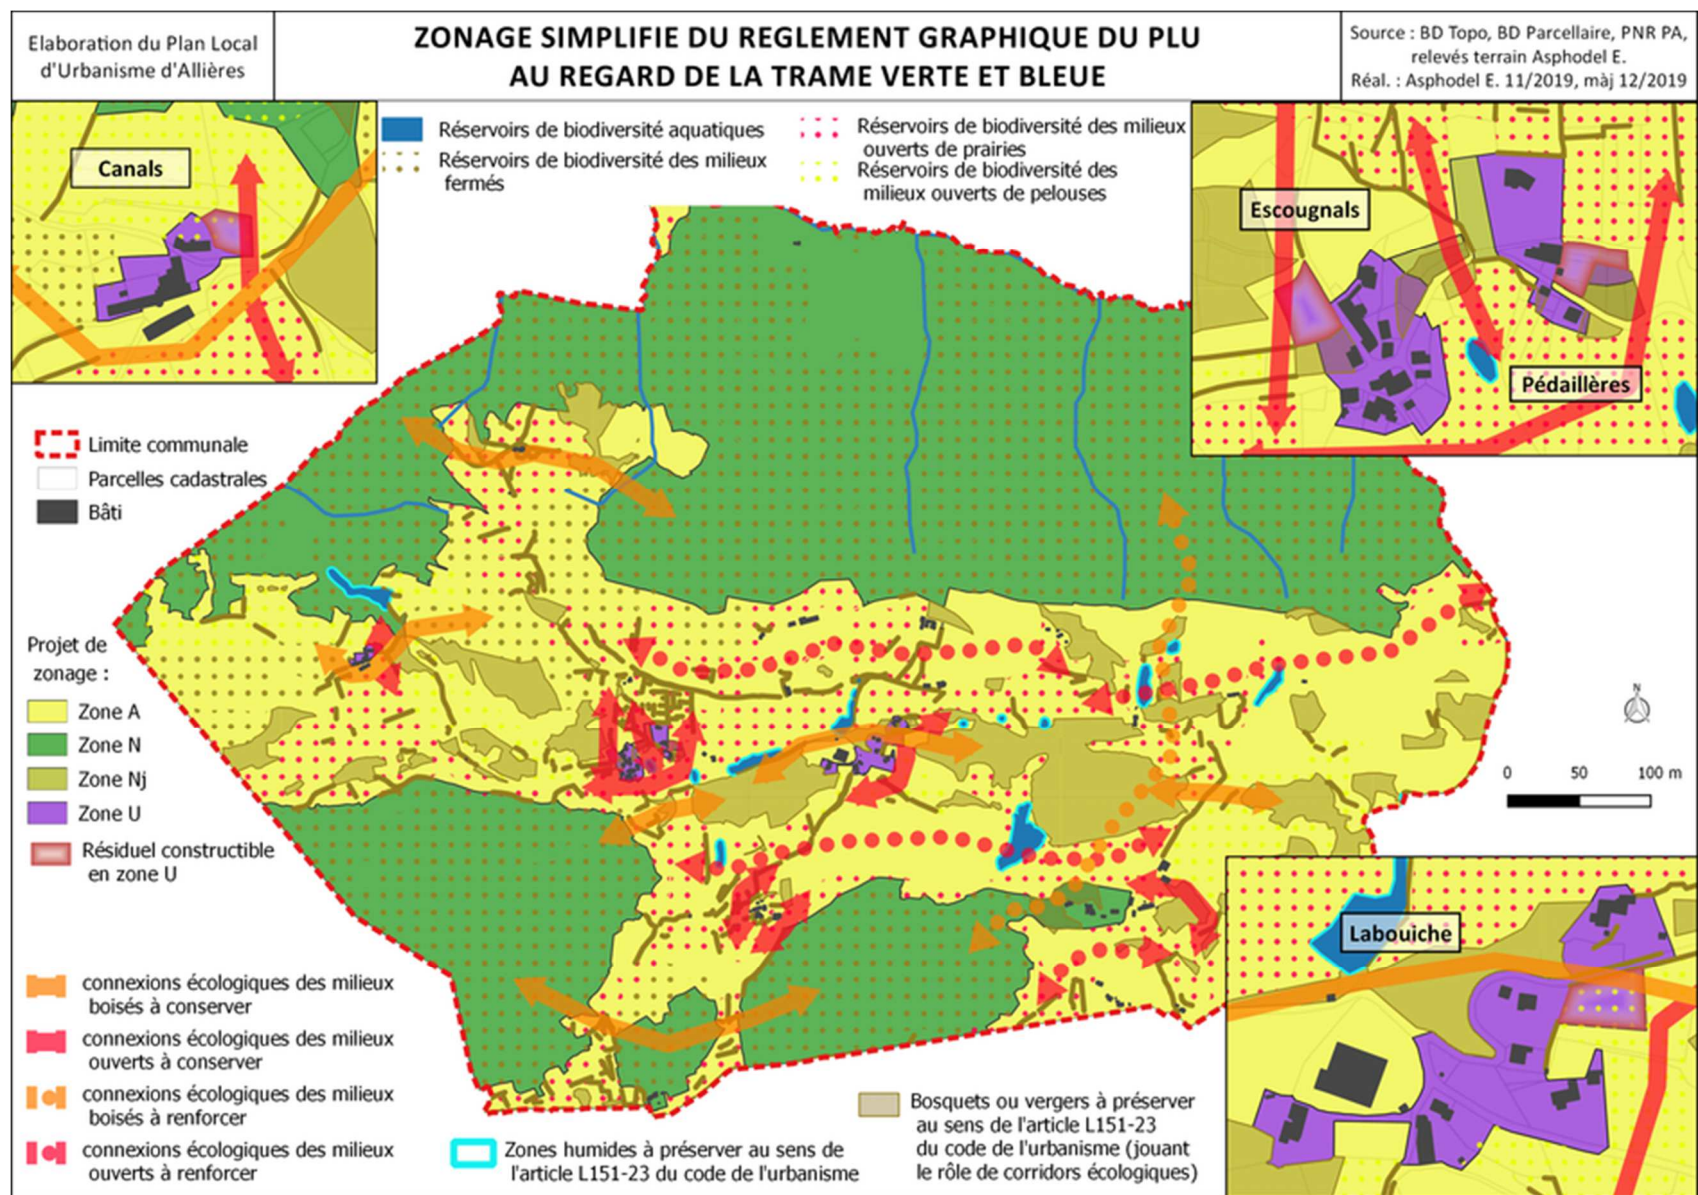 Elaboration du Plan Local
d'Urbanisme d'Allières
ZONAGE SIMPLIFIE DU REGLEMENT GRAPHIQUE DU PLU
AU REGARD DE LA TRAME VERTE ET BLEUE
Source : BD Topo, BD Parcellaire, PNR PA,
relevés terrain Asphodel E.
Réal. : Asphodel E. 11/2019, màj 12/2019
Canals
Réservoirs de biodiversité aquatiques
Réservoirs de biodiversité des milieux
fermés
Réservoirs de biodiversité des milieux
ouverts de prairies
Réservoirs de biodiversité des
milieux ouverts de pelouses
Escougnals
Pédaillères
Limite communale
Parcelles cadastrales
Bâti
Projet de
zonage :
Zone A
Zone N
Zone Nj
Zone U
Résiduel constructible
en zone U
N
0 50 100 m
Labouiche
connexions écologiques des milieux
boisés à conserver
connexions écologiques des milieux
ouverts à conserver
connexions écologiques des milieux
boisés à renforcer
connexions écologiques des milieux
ouverts à renforcer
Zones humides à préserver au sens de
l'article L151-23 du code de l'urbanisme
Bosquets ou vergers à préserver
au sens de l'article L151-23
du code de l'urbanisme (jouant
le rôle de corridors écologiques)